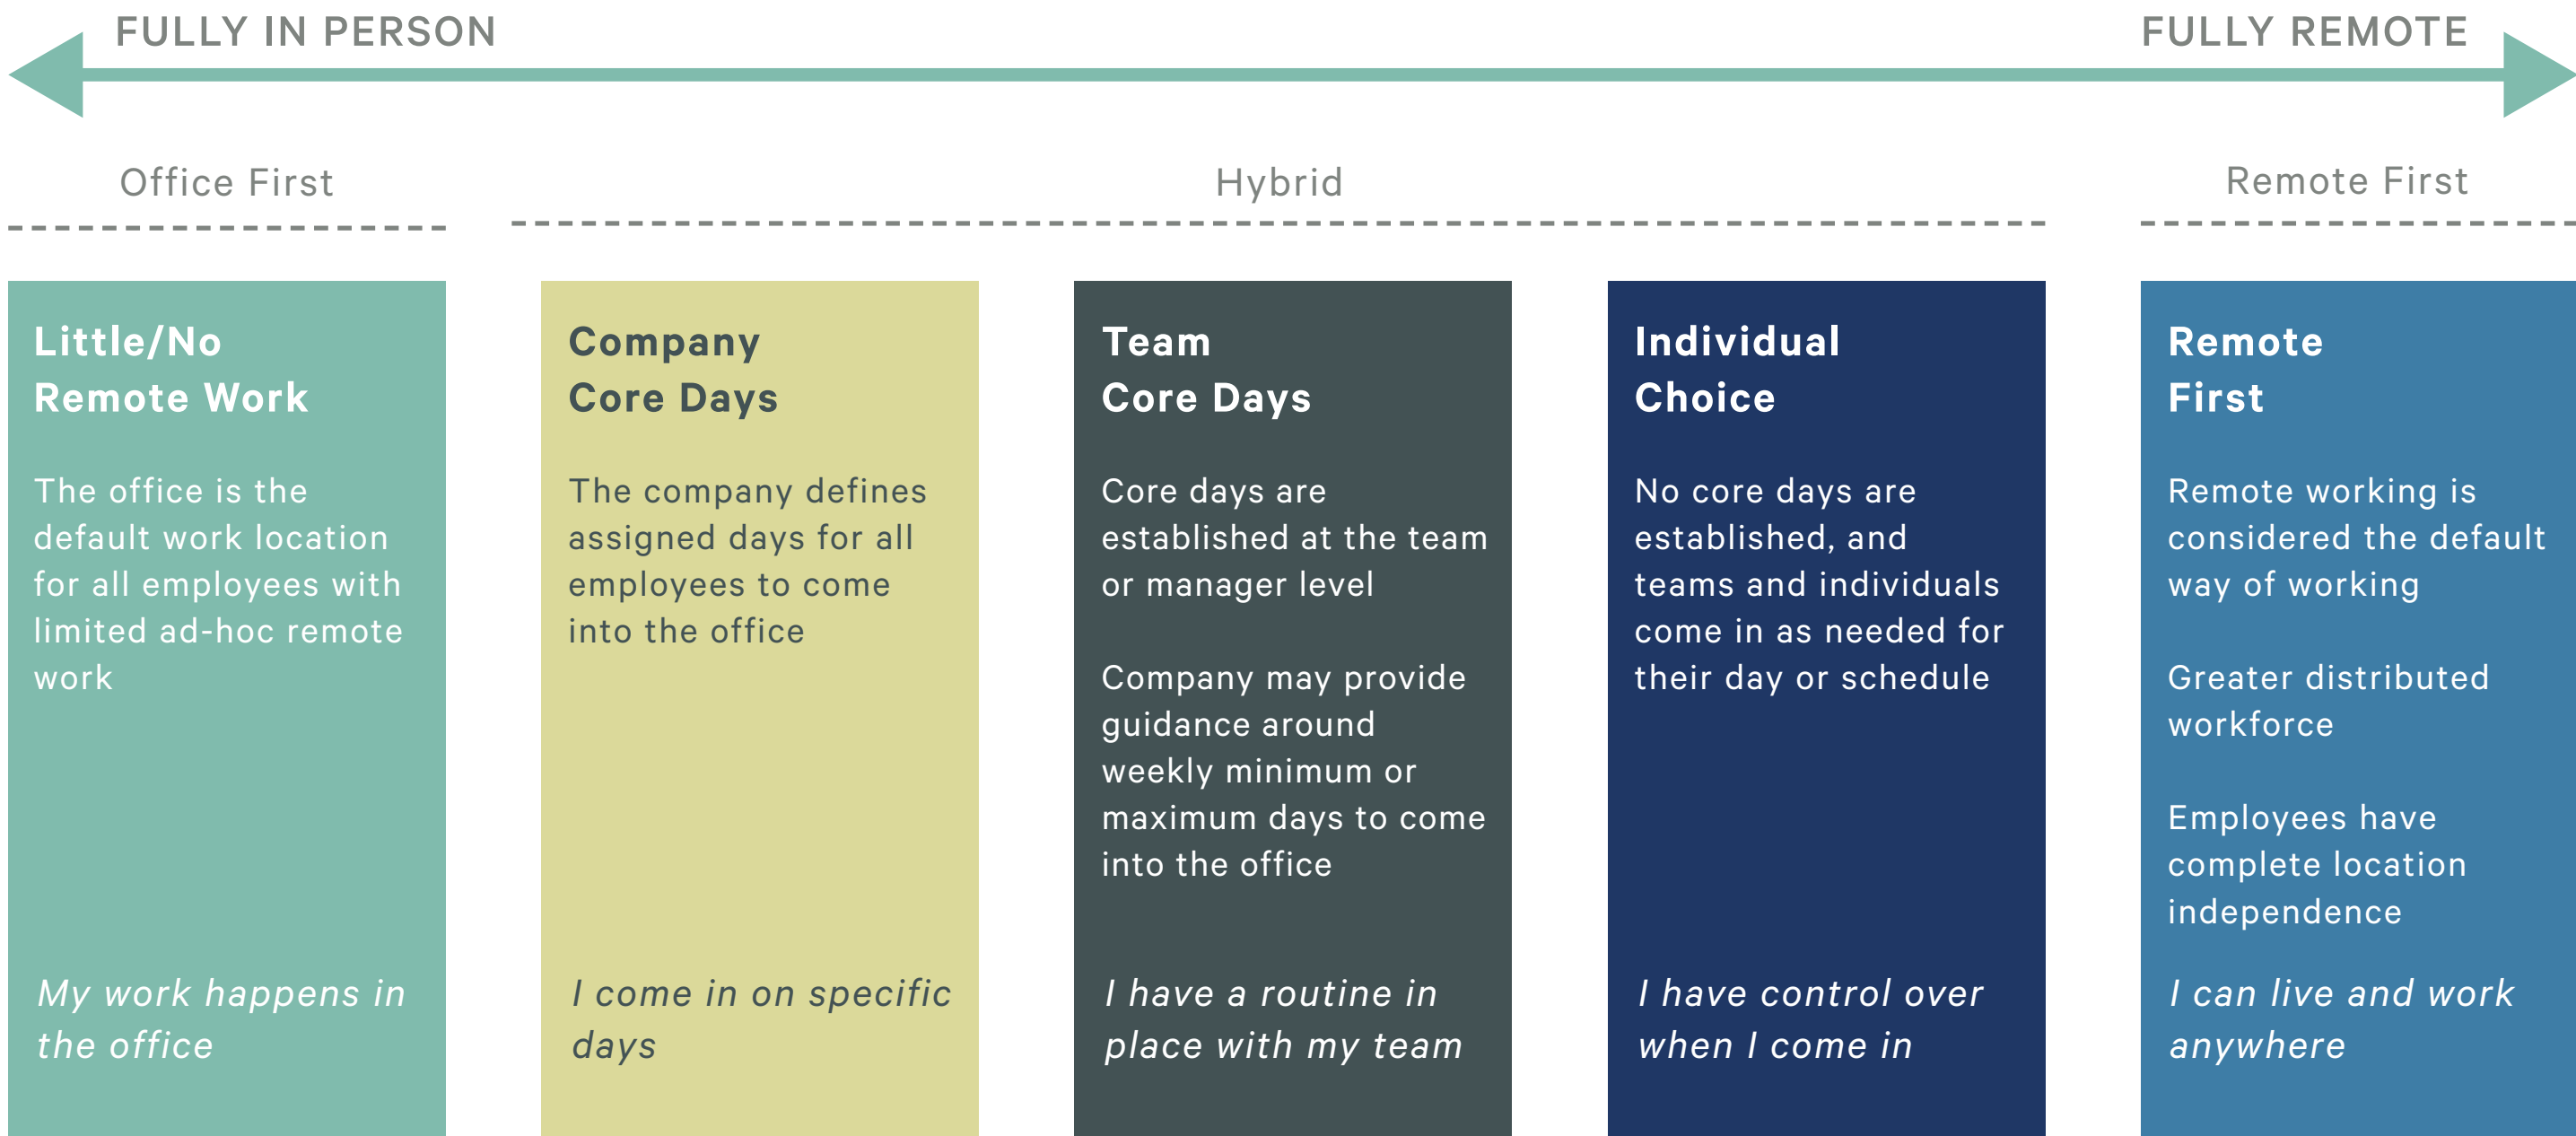 FULLY IN PERSON
FULLY REMOTE
Office First
Hybrid
Remote First
Little/No
Remote Work
The office is the
default work location
for all employees with
limited ad-hoc remote
work
My work happens in
the office
Company
Core Days
The company defines
assigned days for all
employees to come
into the office
I come in on specific
days
Team
Core Days
Core days are
established at the team
or manager level
Company may provide
guidance around
weekly minimum or
maximum days to come
into the office
I have a routine in
place with my team
Individual
Choice
No core days are
established, and
teams and individuals
come in as needed for
their day or schedule
I have control over
when I come in
Remote
First
Remote working is
considered the default
way of working
Greater distributed
workforce
Employees have
complete location
independence
I can live and work
anywhere